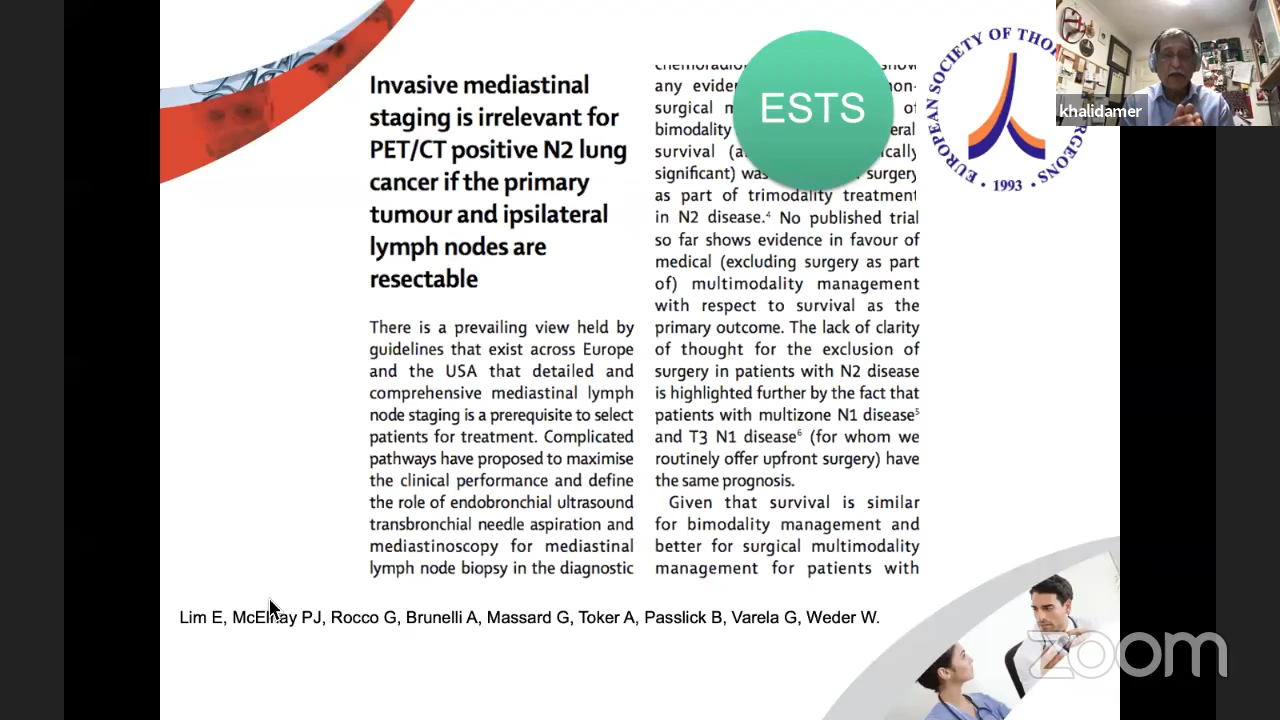 Invasive mediastinal
staging is irrelevant for
PET/CT positive N2 lung
cancer if the primary
tumour and ipsilateral
lymph nodes are
resectable
There is a prevailing view held by
guidelines that exist across Europe
and the USA that detailed and
comprehensive mediastinal lymph
node staging is a prerequisite to select
patients for treatment. Complicated
pathways have proposed to maximise
the clinical performance and define
the role of endobronchial ultrasound
transbronchial needle aspiration and
mediastinoscopy for mediastinal
lymph node biopsy in the diagnostic
any
surgical
bimodality
survival
significant) surgery
as part of trimodality treatment
in N2 disease.⁴ No published trial
so far shows evidence in favour of
medical (excluding surgery as part
of) multimodality management
with respect to survival as the
primary outcome. The lack of clarity
of thought for the exclusion of
surgery in patients with N2 disease
is highlighted further by the fact that
patients with multizone N1 disease⁵
and T3 N1 disease⁶ (for whom we
routinely offer upfront surgery) have
the same prognosis.
Given that survival is similar
for bimodality management and
better for surgical multimodality
management for patients with
ESTS
EUROPEAN SOCIETY OF
• 1993 •
khalidamer
Lim E, McElnay PJ, Rocco G, Brunelli A, Massard G, Toker A, Passlick B, Varela G, Weder W.
zoom